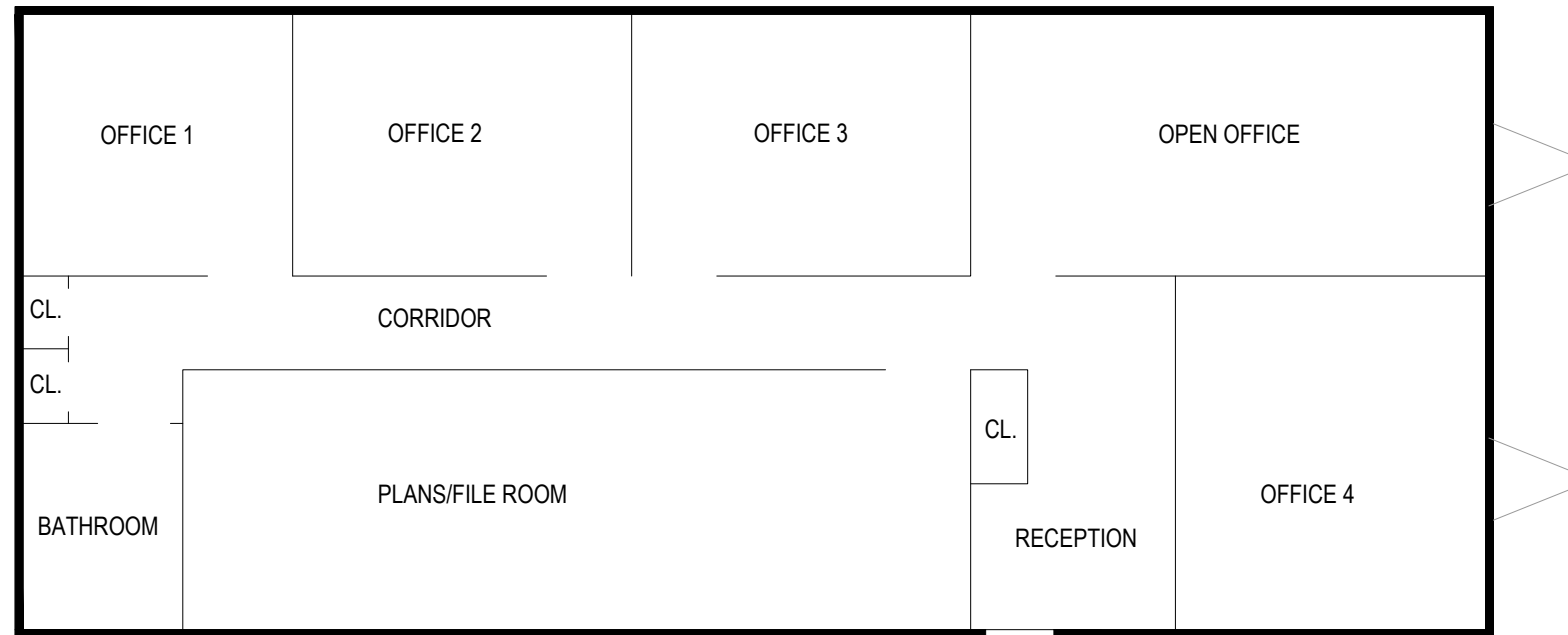 OFFICE 1
OFFICE 2
OFFICE 3
OPEN OFFICE
CL.
CORRIDOR
CL.
CL.
PLANS/FILE ROOM
OFFICE 4
BATHROOM
RECEPTION